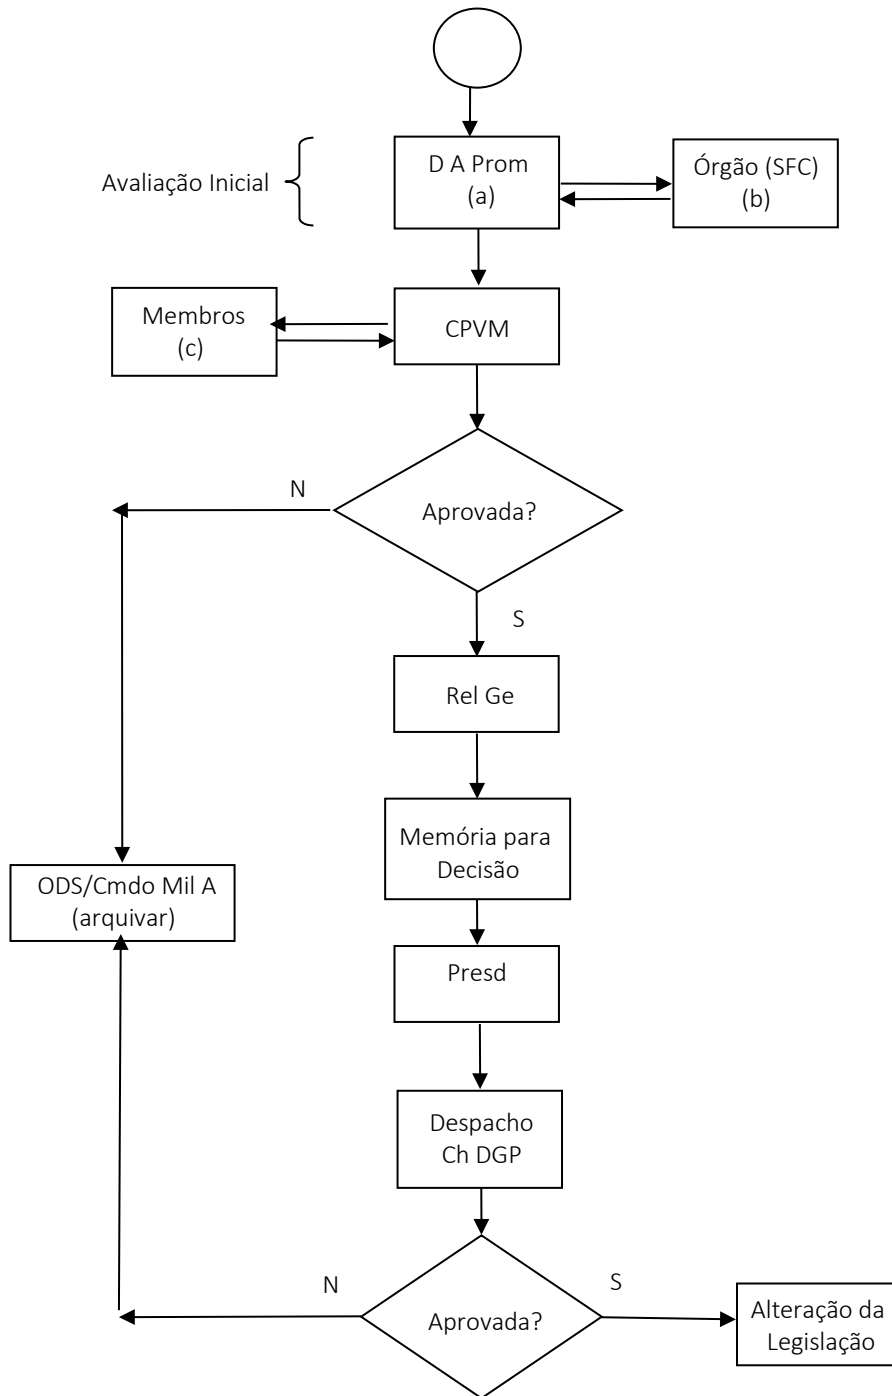 D A Prom
(a)
Órgão (SFC)
(b)
Avaliação Inicial
Membros
(c)
CPVM
N
Aprovada?
S
Rel Ge
Memória para
Decisão
ODS/Cmdo Mil A
(arquivar)
Presd
Despacho
Ch DGP
N
Aprovada?
S
Alteração da
Legislação